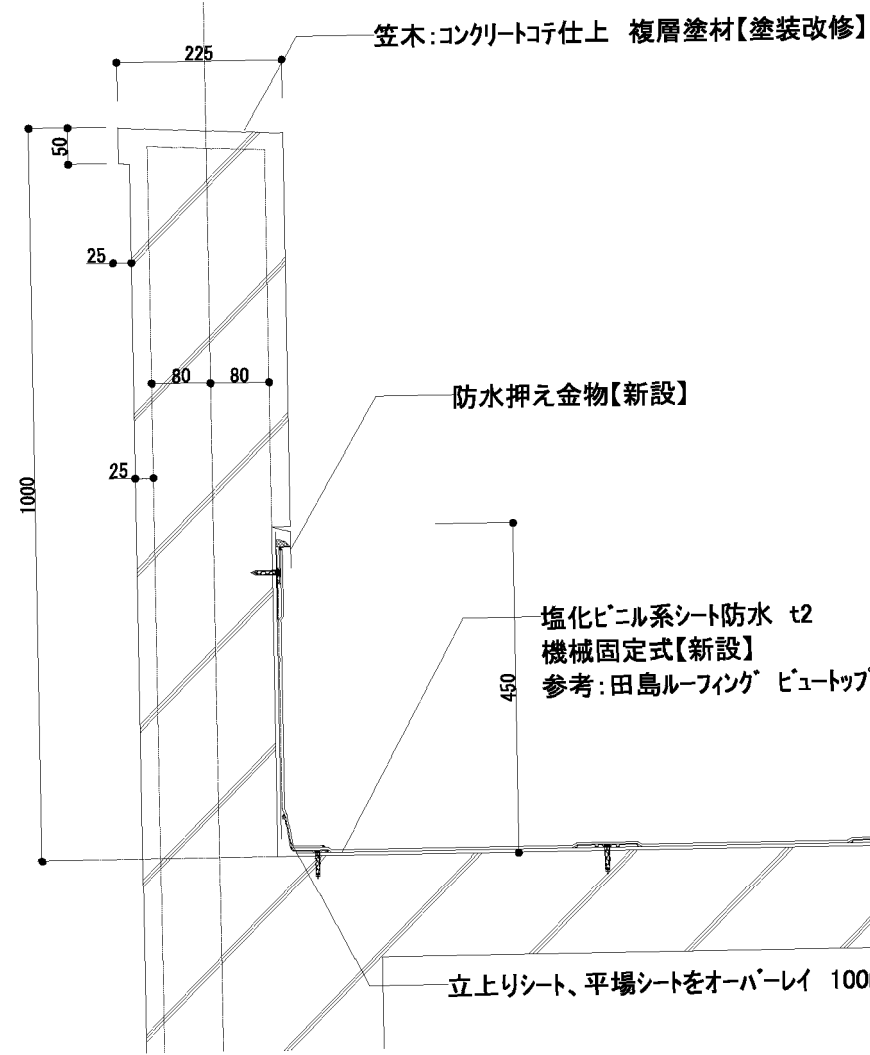 笠木:コンクリートコテ仕上 複層塗材【塗装改修】
225
50
25
80 80
防水押え金物【新設】
25
1000
塩化ビニル系シート防水 t2
機械固定式【新設】
参考:田島ルーフィング ビュートップ
450
立上りシート、平場シートをオーバーレイ 100